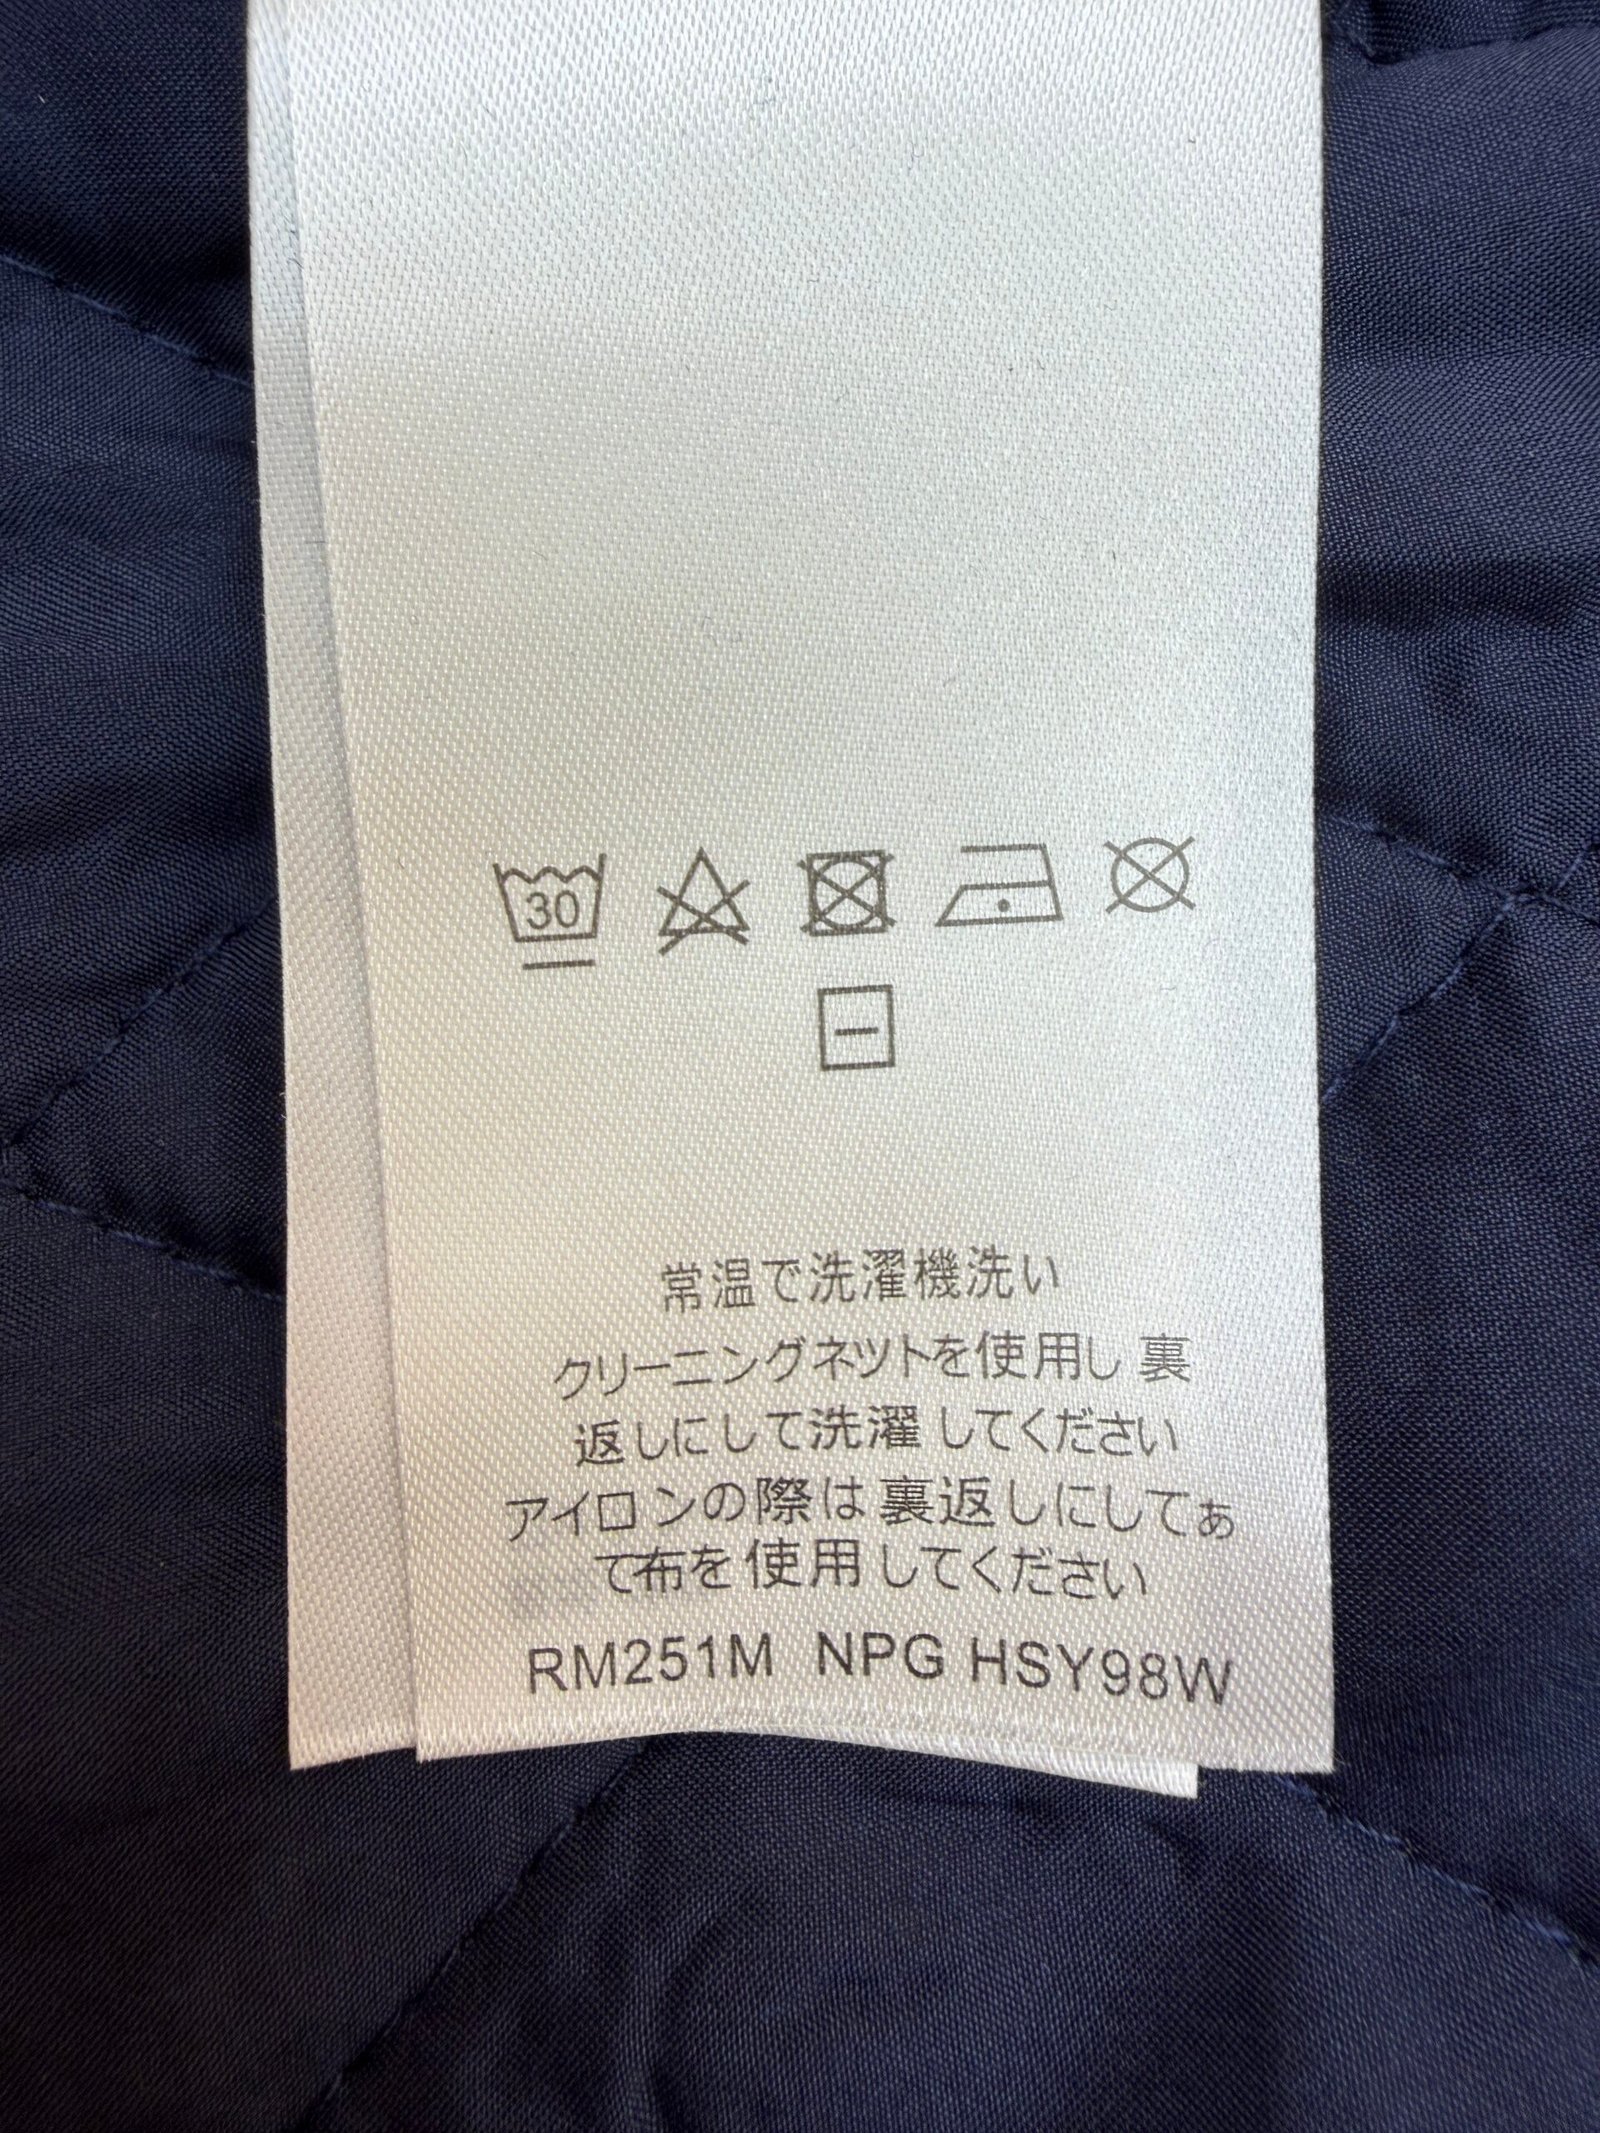 30
常温で洗濯機洗い
クリーニングネットを使用し 裏
返しにして洗濯 してください
アイロンの際は 裏返しにしてぁ
て布を使用してください
RM251M NPG HSY98W